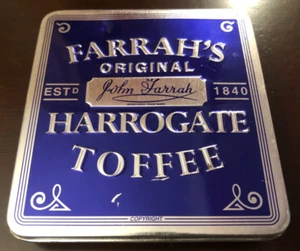 FARRAH'S
ORIGINAL
ESTD John Farrah 1840
HARROGATE
TOFFEE
COPYRIGHT